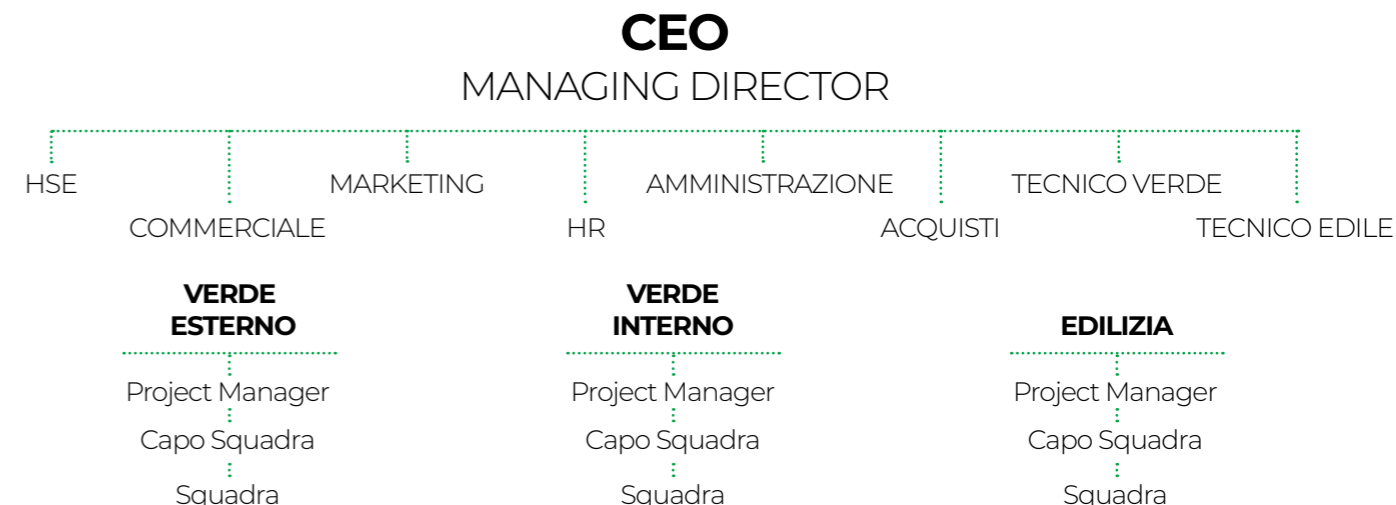 CEO
MANAGING DIRECTOR
HSE
MARKETING
AMMINISTRAZIONE
TECNICO VERDE
COMMERCIALE
HR
ACQUISTI
TECNICO EDILE
VERDE
ESTERNO
Project Manager
Capo Squadra
Squadra
VERDE
INTERNO
Project Manager
Capo Squadra
Squadra
EDILIZIA
Project Manager
Capo Squadra
Squadra